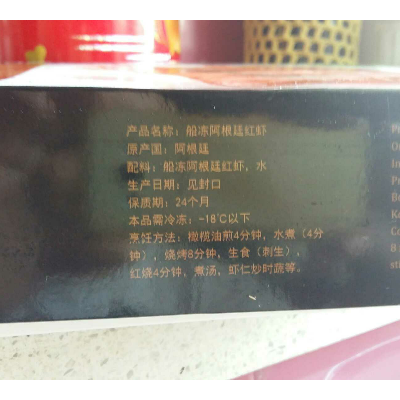 产品名称：船冻阿根廷红虾
原产国：阿根廷
配料：船冻阿根廷红虾、水
生产日期：见封口
保质期：24个月
本品需冷冻：-18℃以下
烹饪方法：橄榄油煎4分钟，水煮（4分
钟），烧烤8分钟，生食（刺生），
红烧4分钟，煮汤，虾仁炒时蔬等。